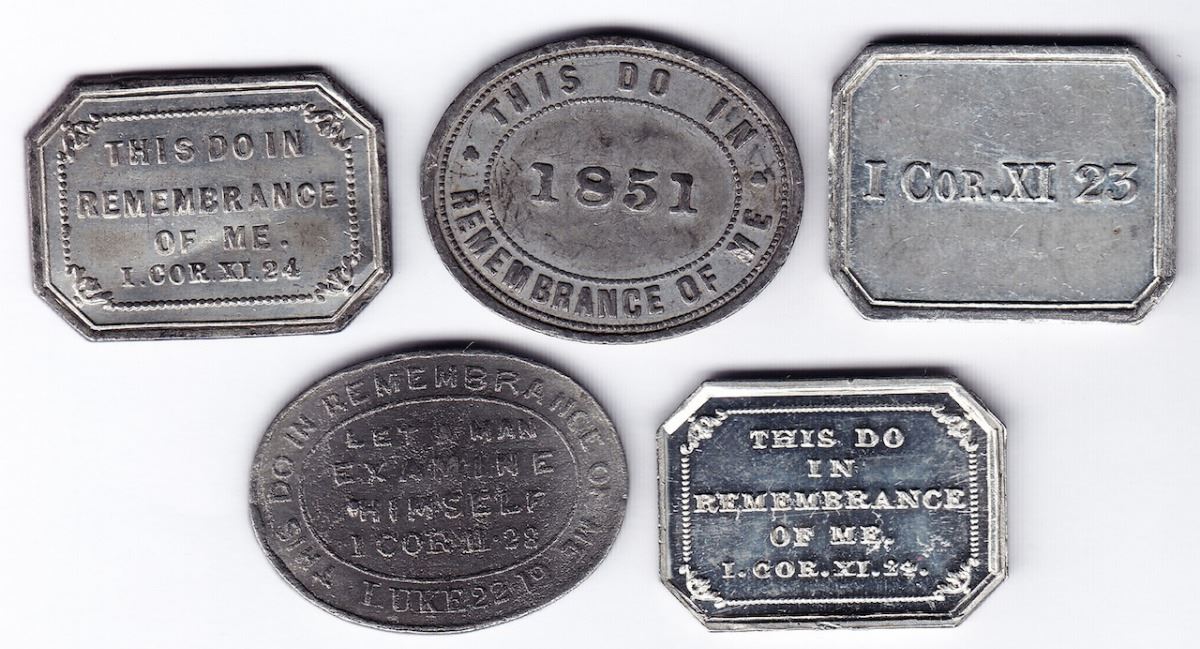 THIS DO IN
REMEMBRANCE
OF ME.
I. COR. XI. 24
THIS DO IN
REMEMBRANCE OF ME
1851
I COR. XI 23
THIS DO IN REMEMBRANCE OF ME
LET A MAN
EXAMINE
HIMSELF
I COR II · 28
LUKE 22 19
THIS DO
IN
REMEMBRANCE
OF ME.
I. COR. XI. 24.